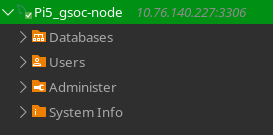 Pi5_gsoc-node 10.76.140.227:3306
Databases
Users
Administer
System Info